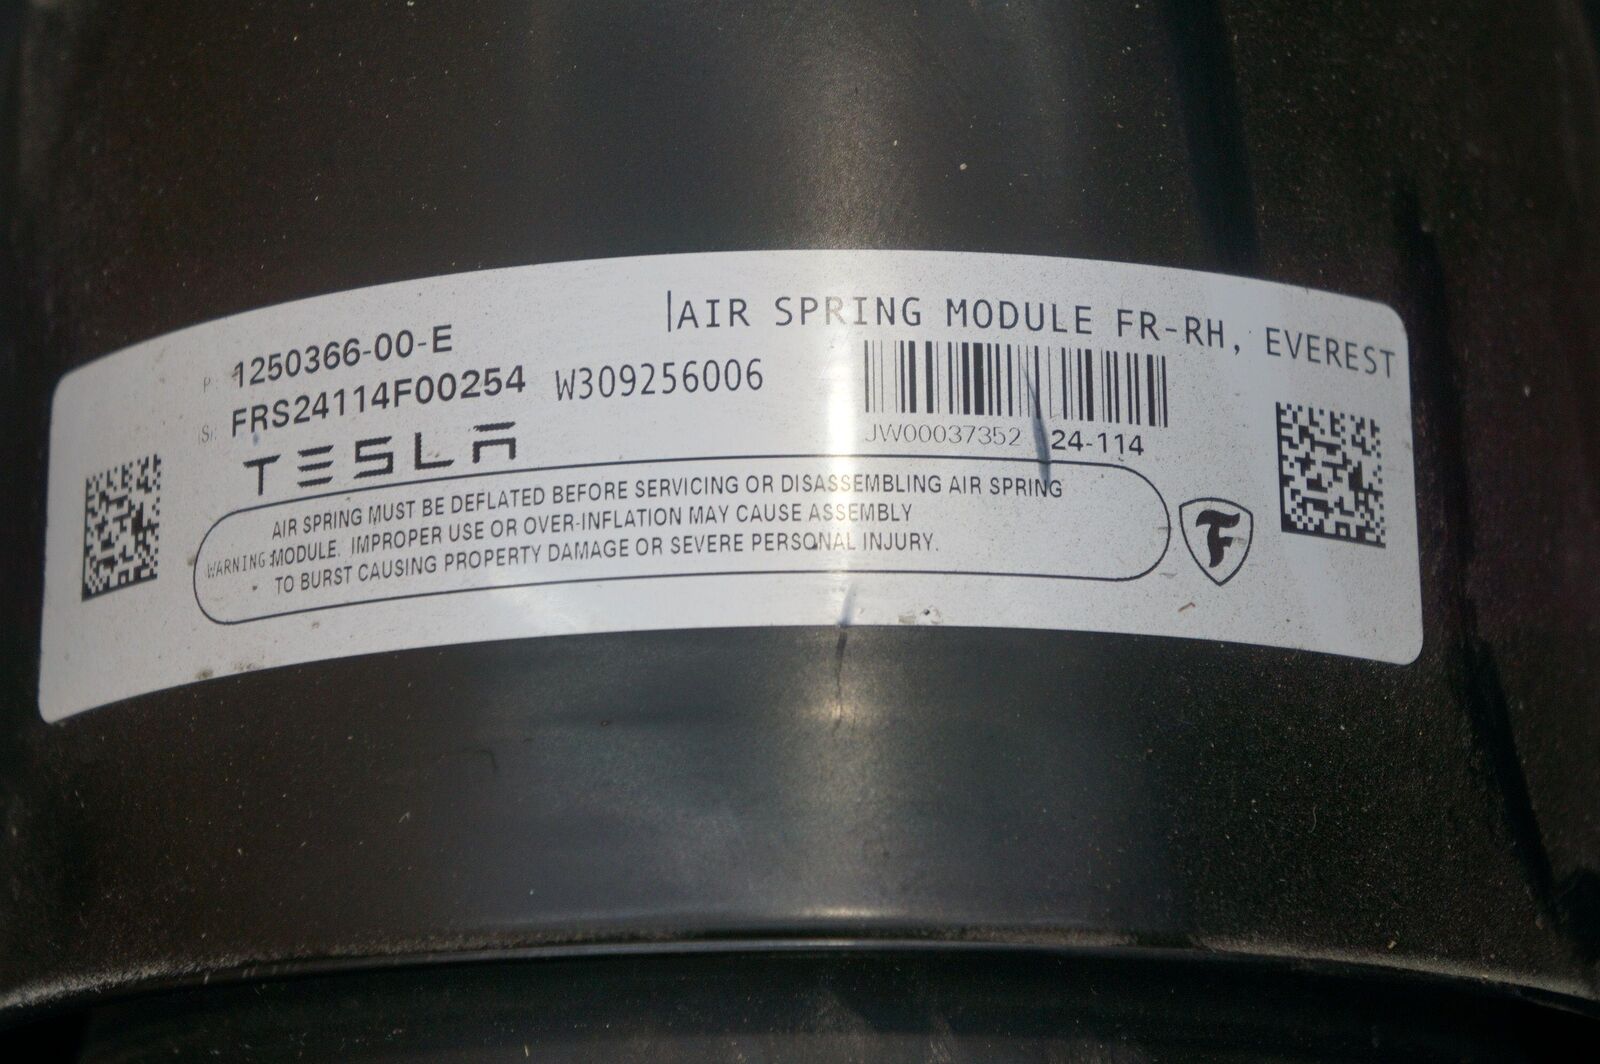 AIR SPRING MODULE FR-RH, EVEREST
P 1250366-00-E
S: FRS24114F00254 W309256006
JW00037352 24-114
TESLA
AIR SPRING MUST BE DEFLATED BEFORE SERVICING OR DISASSEMBLING AIR SPRING
WARNING: MODULE. IMPROPER USE OR OVER-INFLATION MAY CAUSE ASSEMBLY
TO BURST CAUSING PROPERTY DAMAGE OR SEVERE PERSONAL INJURY.
F